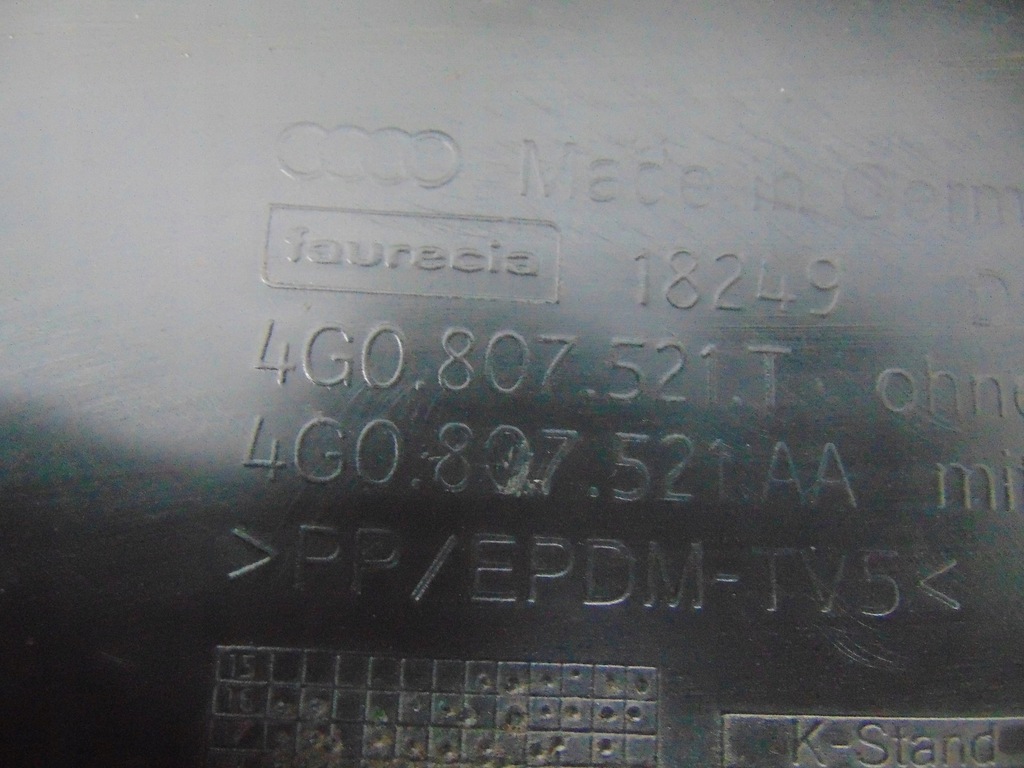 Made in Germ
faurecia 18249 D
4G0.807.521.T ohne
4G0.807.521.AA mit
>PP/EPDM-TV5<
15
16
K-Stand